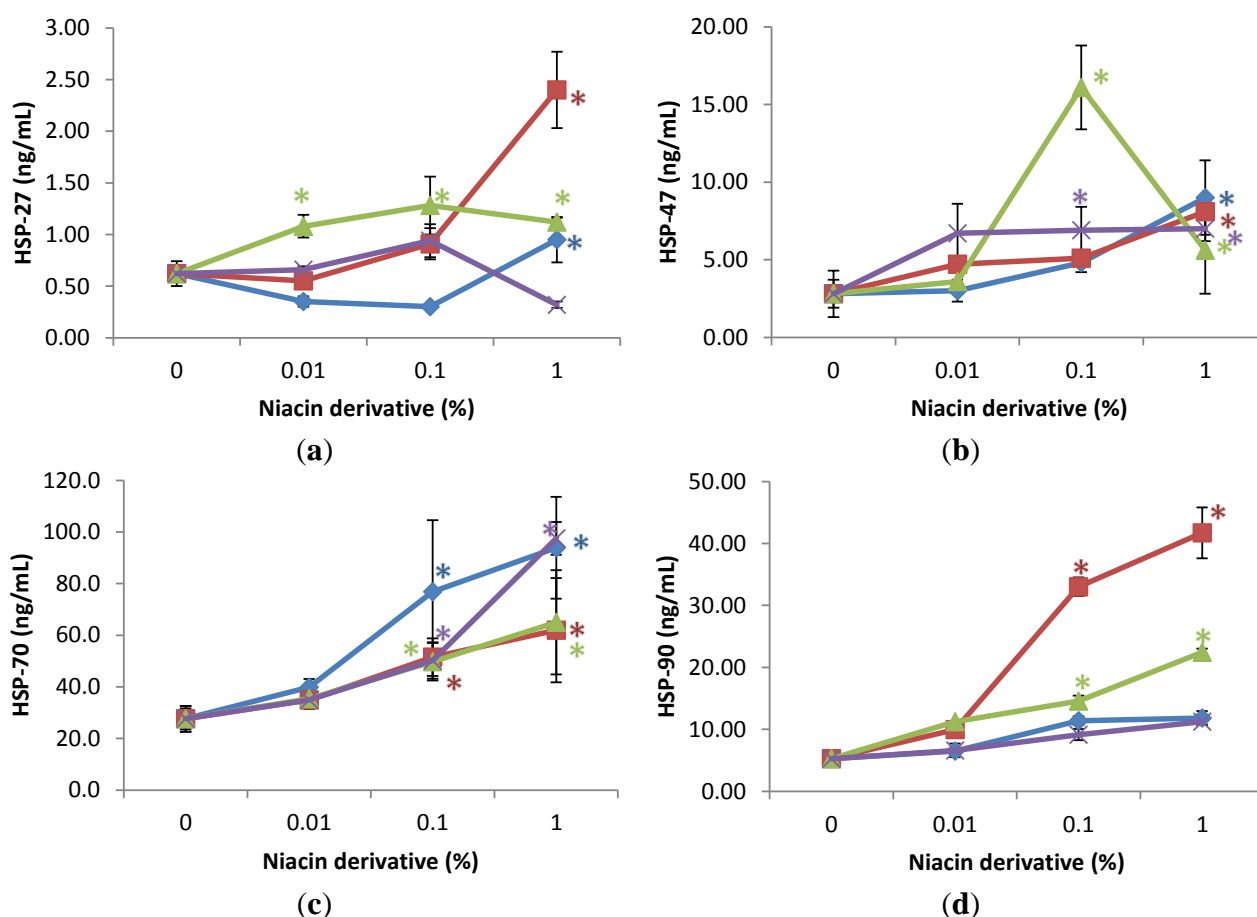 3.00
2.50
2.00
1.50
1.00
0.50
0.00
HSP-27 (ng/mL)
0 0.01 0.1 1
Niacin derivative (%)
(a)
20.00
15.00
10.00
5.00
0.00
HSP-47 (ng/mL)
0 0.01 0.1 1
Niacin derivative (%)
(b)
120.0
100.0
80.0
60.0
40.0
20.0
0.0
HSP-70 (ng/mL)
0 0.01 0.1 1
Niacin derivative (%)
(c)
50.00
40.00
30.00
20.00
10.00
0.00
HSP-90 (ng/mL)
0 0.01 0.1 1
Niacin derivative (%)
(d)